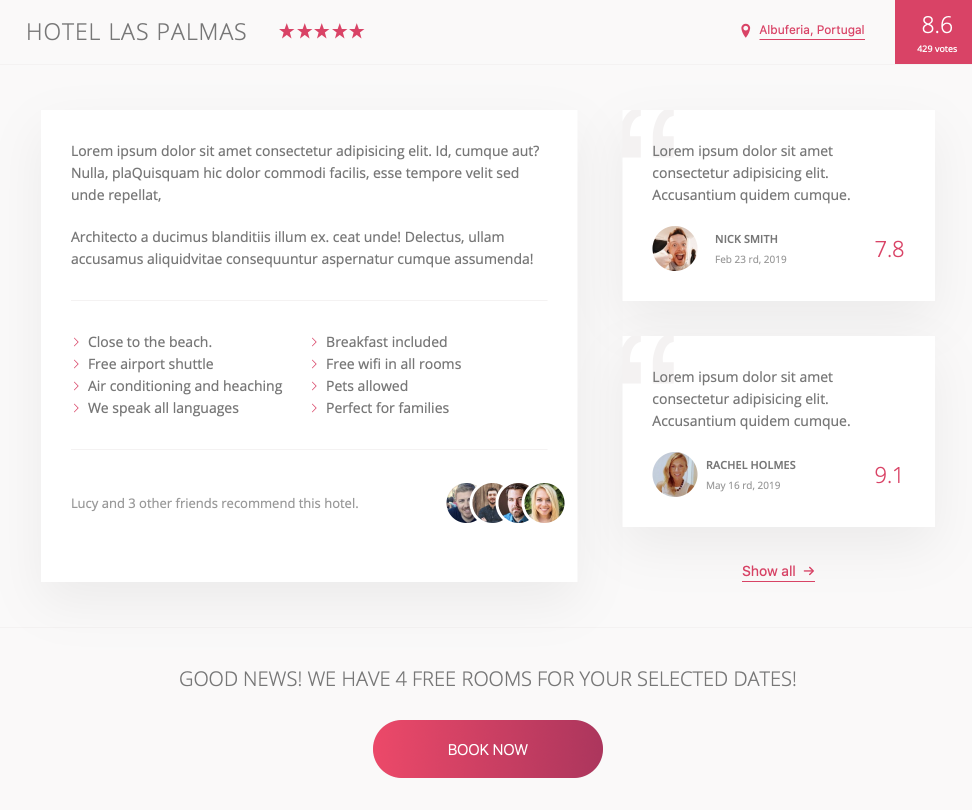 HOTEL LAS PALMAS
Albuferia, Portugal
8.6
429 votes
Lorem ipsum dolor sit amet consectetur adipisicing elit. Id, cumque aut?
Nulla, plaQuisquam hic dolor commodi facilis, esse tempore velit sed
unde repellat,
Architecto a ducimus blanditiis illum ex. ceat unde! Delectus, ullam
accusamus aliquidvitae consequuntur aspernatur cumque assumenda!
Close to the beach.
Free airport shuttle
Air conditioning and heaching
We speak all languages
Breakfast included
Free wifi in all rooms
Pets allowed
Perfect for families
Lucy and 3 other friends recommend this hotel.
“
Lorem ipsum dolor sit amet
consectetur adipisicing elit.
Accusantium quidem cumque.
NICK SMITH
Feb 23 rd, 2019
7.8
“
Lorem ipsum dolor sit amet
consectetur adipisicing elit.
Accusantium quidem cumque.
RACHEL HOLMES
May 16 rd, 2019
9.1
Show all →
GOOD NEWS! WE HAVE 4 FREE ROOMS FOR YOUR SELECTED DATES!
BOOK NOW